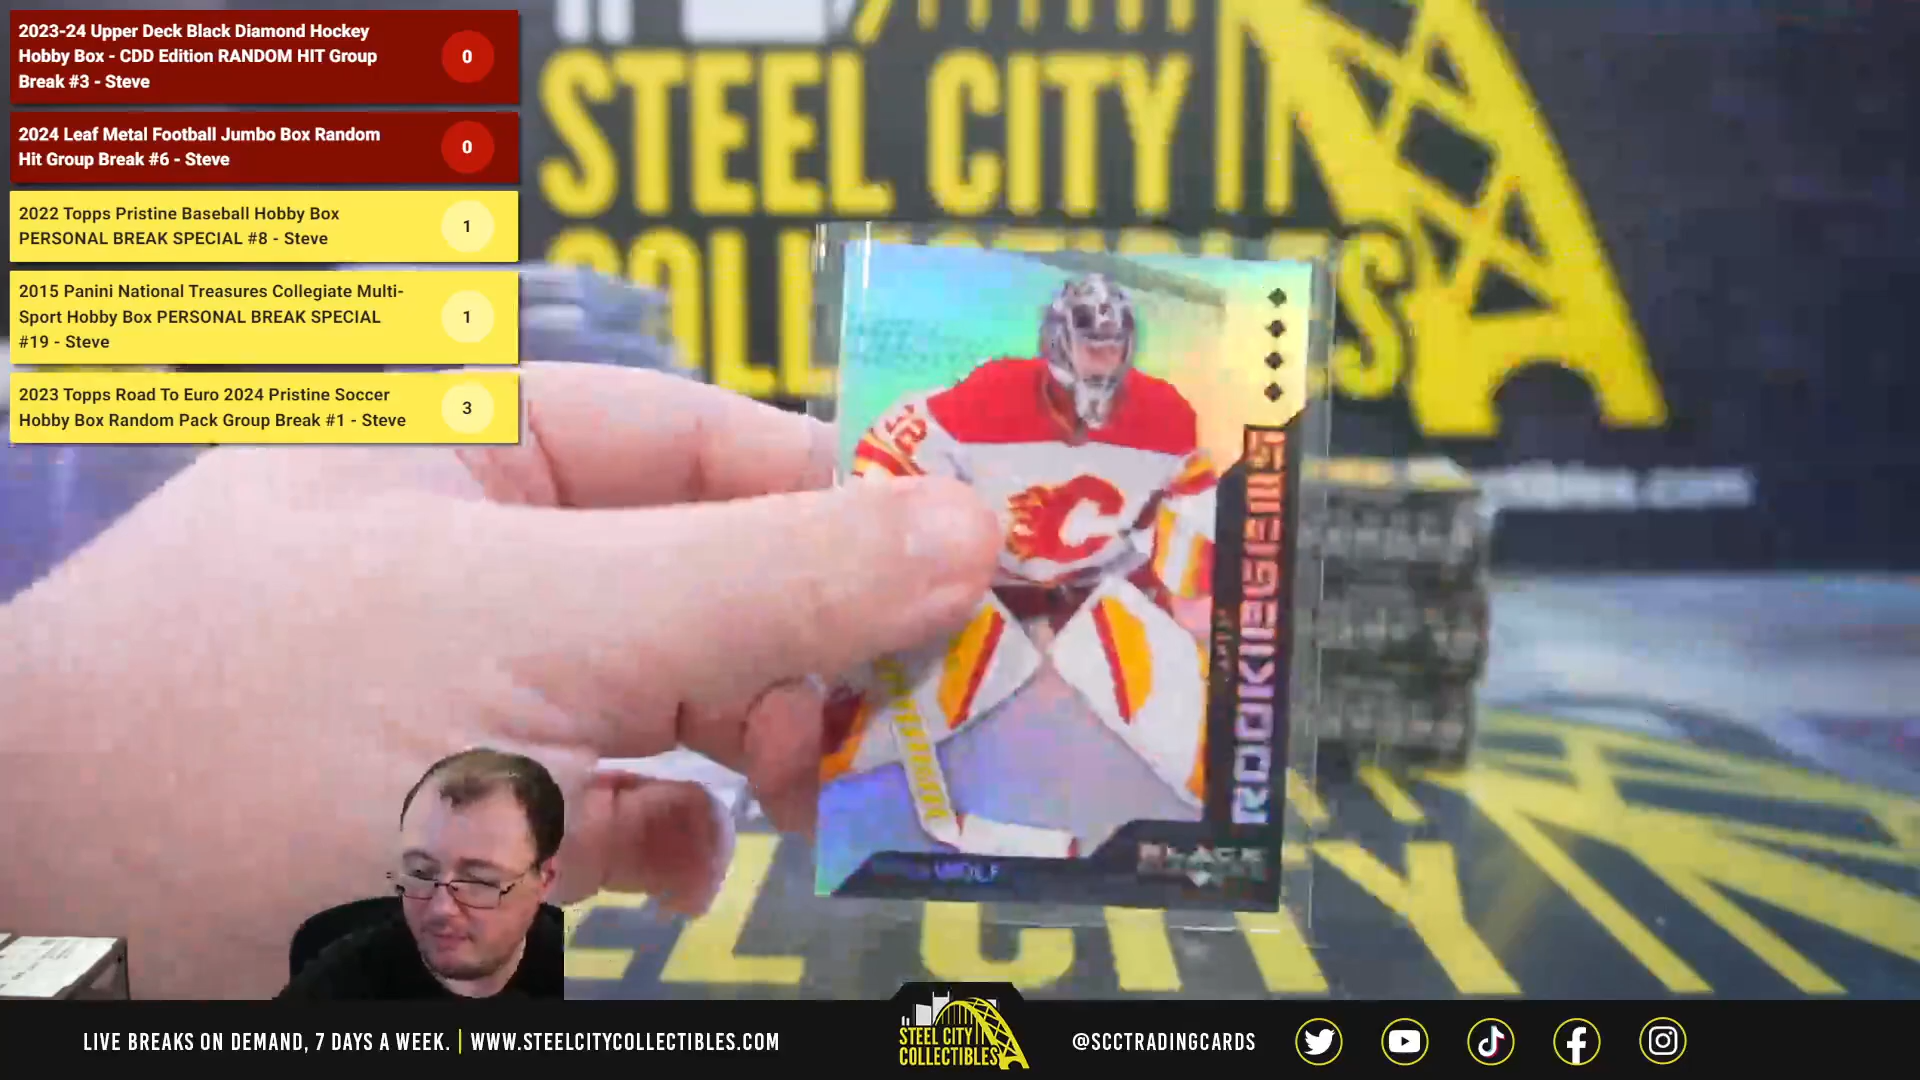 2023-24 Upper Deck Black Diamond Hockey
Hobby Box - CDD Edition RANDOM HIT Group
Break #3 - Steve
0
2024 Leaf Metal Football Jumbo Box Random
Hit Group Break #6 - Steve
0
2022 Topps Pristine Baseball Hobby Box
PERSONAL BREAK SPECIAL #8 - Steve
1
2015 Panini National Treasures Collegiate Multi-
Sport Hobby Box PERSONAL BREAK SPECIAL
#19 - Steve
1
2023 Topps Road To Euro 2024 Pristine Soccer
Hobby Box Random Pack Group Break #1 - Steve
3
STEEL CITY
COLLECTIBLES
ROOKIE GEMS
C
WOLF
BLACK
CITY
LIVE BREAKS ON DEMAND, 7 DAYS A WEEK. | WWW.STEELCITYCOLLECTIBLES.COM
STEEL CITY
COLLECTIBLES
@SCCTRADINGCARDS